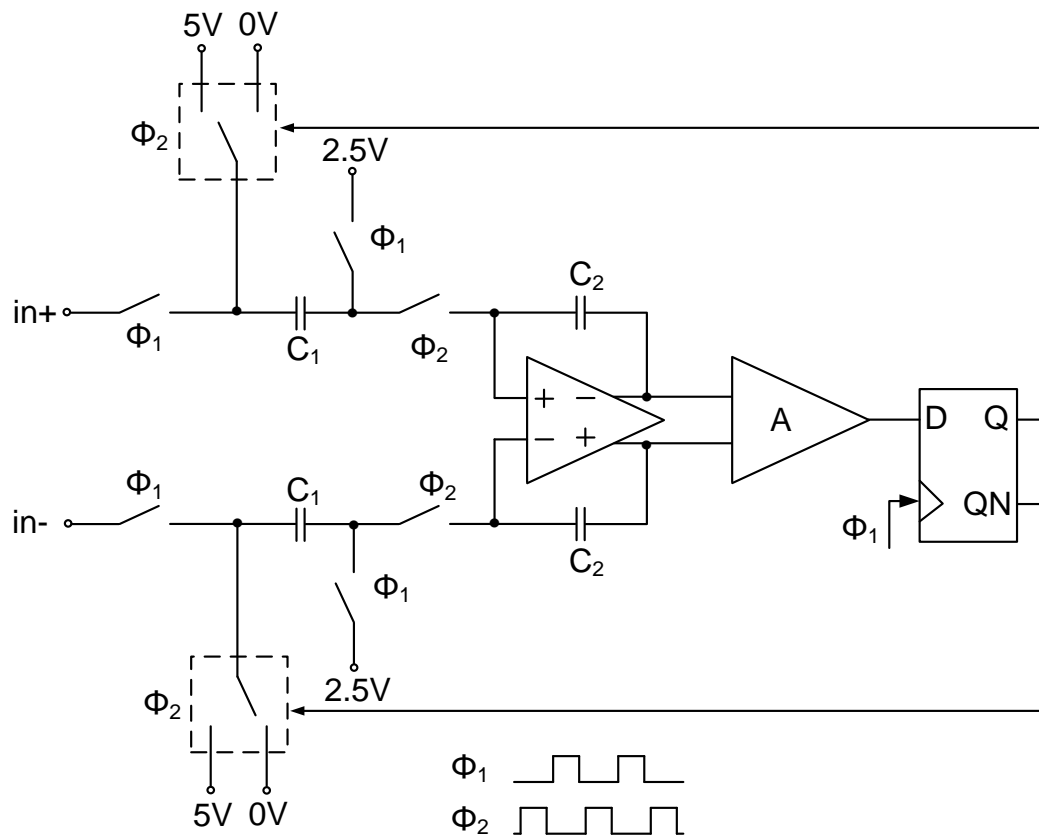 5V 0V
Φ₂
2.5V
Φ₁
in+
Φ₁
C₁
Φ₂
C₂
+ −
− +
A
D Q
QN
Φ₁
in-
Φ₁
C₁
Φ₂
C₂
Φ₁
2.5V
Φ₂
5V 0V
Φ₁
Φ₂